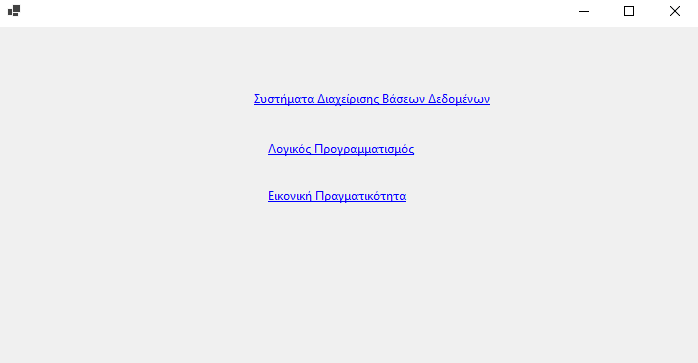 Συστήματα Διαχείρισης Βάσεων Δεδομένων
Λογικός Προγραμματισμός
Εικονική Πραγματικότητα